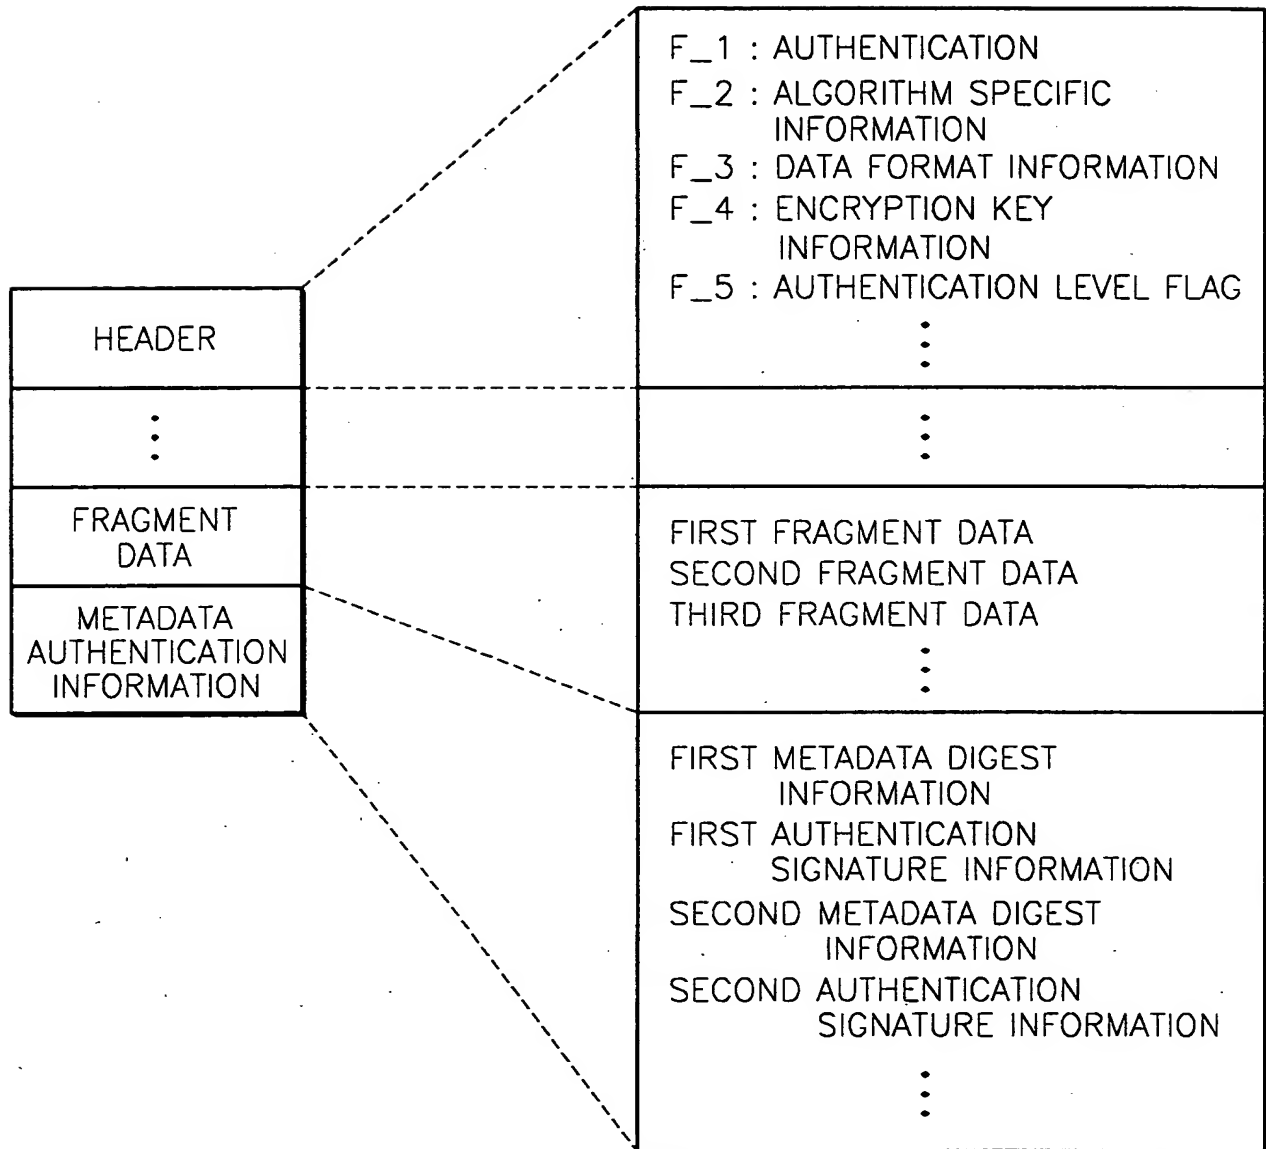 HEADER
FRAGMENT
DATA
METADATA
AUTHENTICATION
INFORMATION
F_1 : AUTHENTICATION
F_2 : ALGORITHM SPECIFIC
INFORMATION
F_3 : DATA FORMAT INFORMATION
F_4 : ENCRYPTION KEY
INFORMATION
F_5 : AUTHENTICATION LEVEL FLAG
FIRST FRAGMENT DATA
SECOND FRAGMENT DATA
THIRD FRAGMENT DATA
FIRST METADATA DIGEST
INFORMATION
FIRST AUTHENTICATION
SIGNATURE INFORMATION
SECOND METADATA DIGEST
INFORMATION
SECOND AUTHENTICATION
SIGNATURE INFORMATION